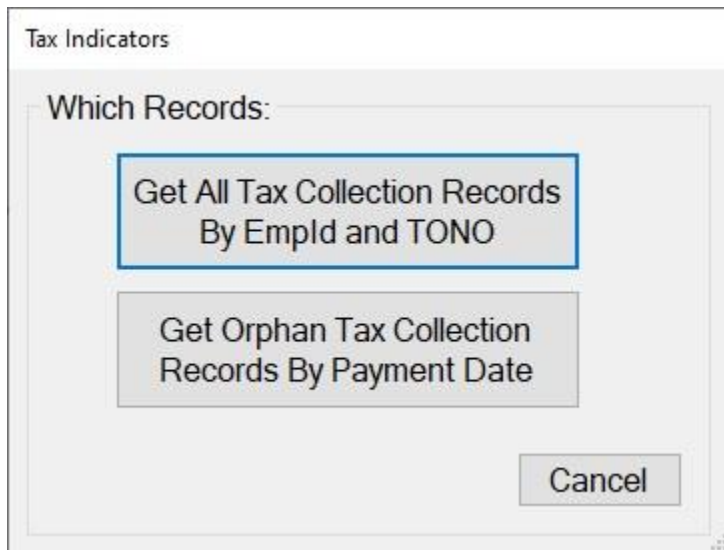 Tax Indicators
Which Records:
Get All Tax Collection Records
By EmpId and TONO
Get Orphan Tax Collection
Records By Payment Date
Cancel